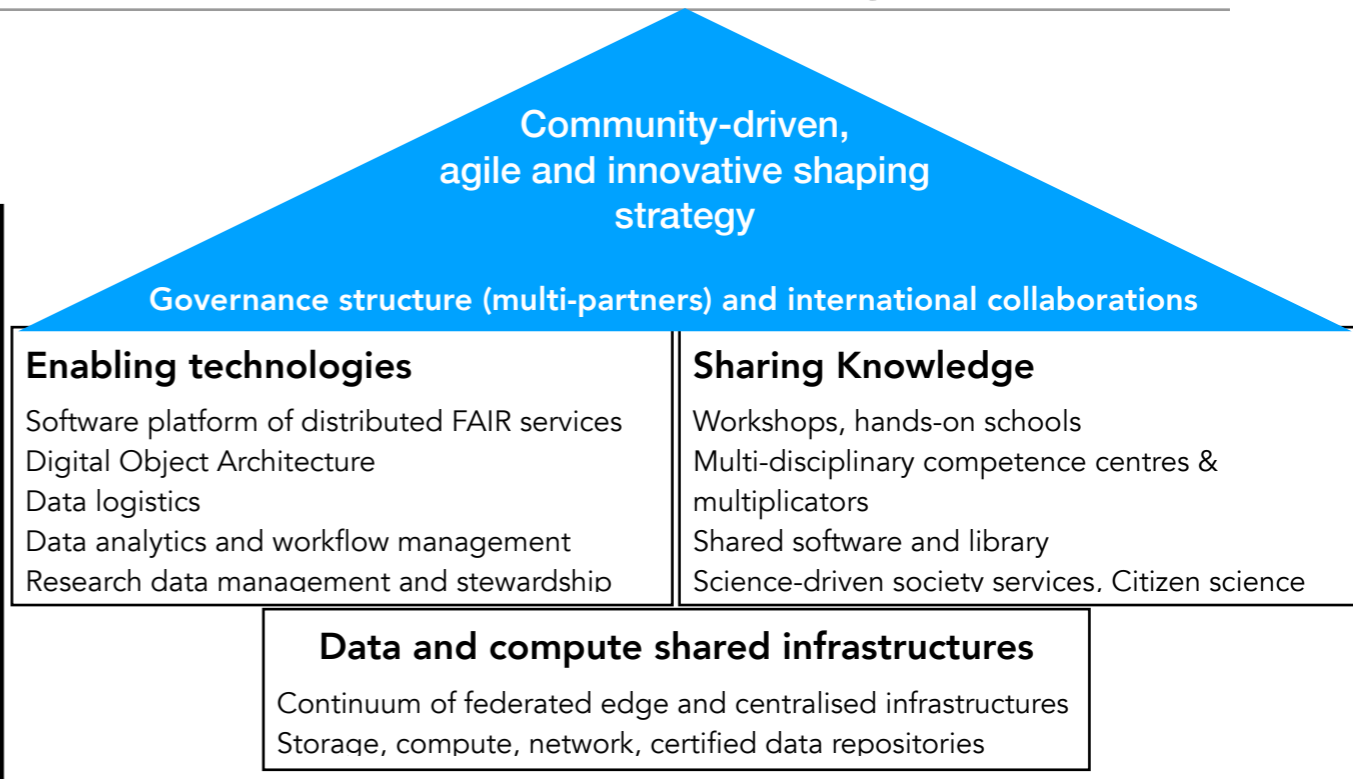 Community-driven,
agile and innovative shaping
strategy
Governance structure (multi-partners) and international collaborations
Enabling technologies
Software platform of distributed FAIR services
Digital Object Architecture
Data logistics
Data analytics and workflow management
Research data management and stewardship
Sharing Knowledge
Workshops, hands-on schools
Multi-disciplinary competence centres &
multiplicators
Shared software and library
Science-driven society services, Citizen science
Data and compute shared infrastructures
Continuum of federated edge and centralised infrastructures
Storage, compute, network, certified data repositories